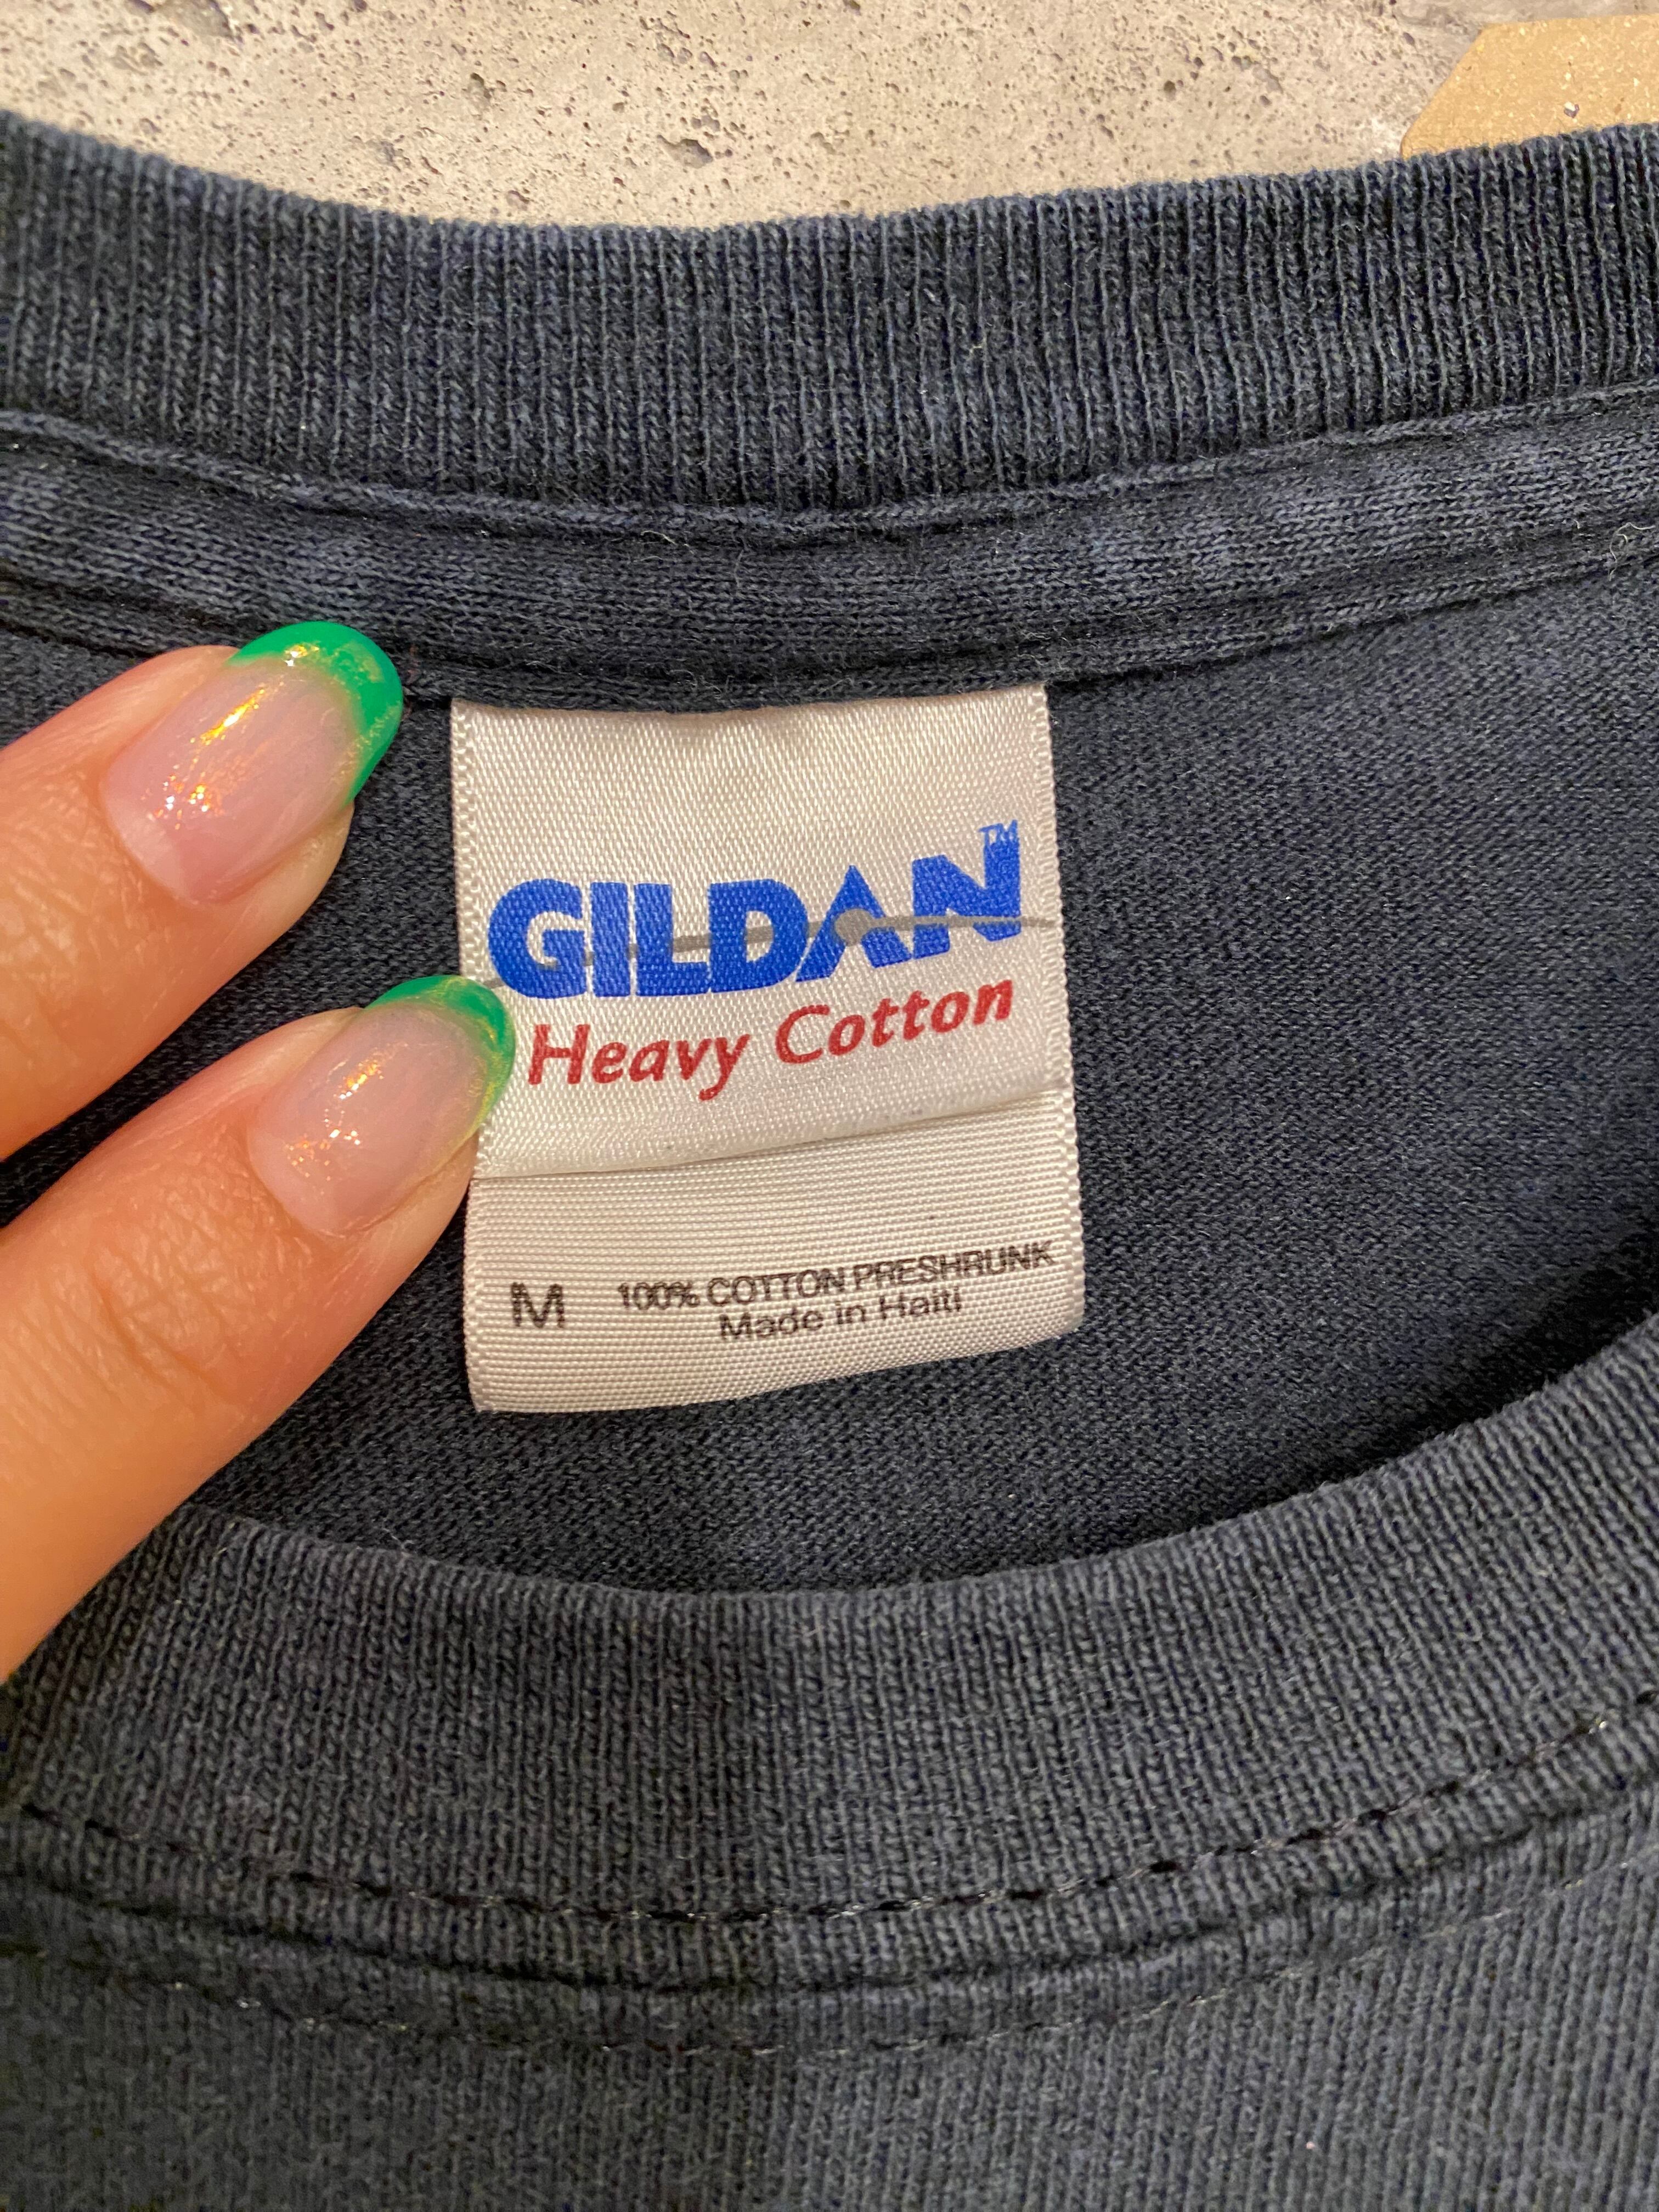 GILDAN™
Heavy Cotton
M 100% COTTON PRESHRUNK
Made in Haiti